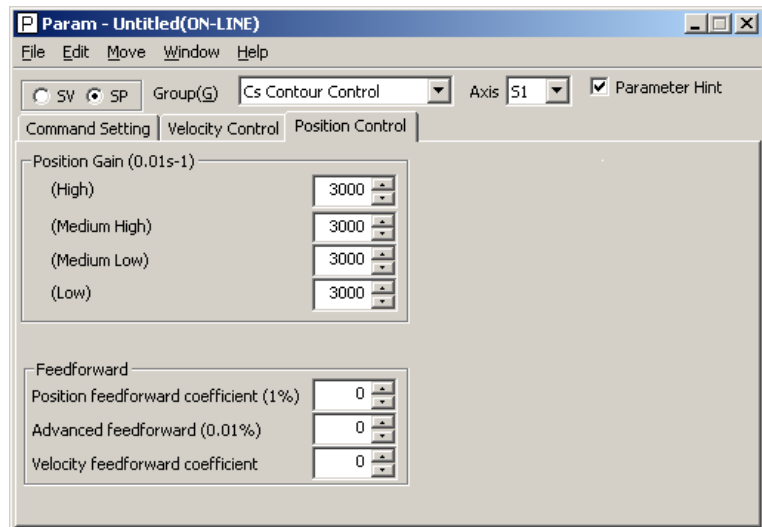 P Param - Untitled(ON-LINE)
File Edit Move Window Help
SV SP Group(G) Cs Contour Control Axis S1 Parameter Hint
Command Setting Velocity Control Position Control
Position Gain (0.01s-1)
(High) 3000
(Medium High) 3000
(Medium Low) 3000
(Low) 3000
Feedforward
Position feedforward coefficient (1%) 0
Advanced feedforward (0.01%) 0
Velocity feedforward coefficient 0